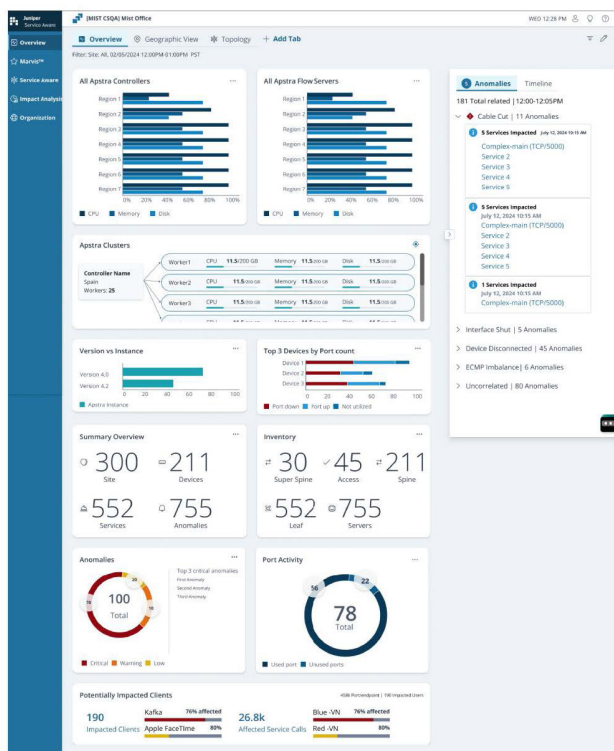 Juniper
Service Aware
[MIST CSQA] Mist Office
WED 12:28 PM
Overview
Marvis™
Service Aware
Impact Analysis
Organization
Overview
Geographic View
Topology
+ Add Tab
Filter: Site: All, 02/05/2024 12:00PM-01:00PM PST
All Apstra Controllers
...
Region 1
Region 2
Region 3
Region 4
Region 5
Region 6
Region 7
0% 20% 40% 60% 80% 100%
CPU Memory Disk
All Apstra Flow Servers
...
Region 1
Region 2
Region 3
Region 4
Region 5
Region 6
Region 7
0% 20% 40% 60% 80% 100%
CPU Memory Disk
Apstra Clusters
Controller Name
Spain
Workers: 25
Worker1 CPU 11.5/200 GB Memory 11.5/200 GB Disk 11.5/200 GB
Worker2 CPU 11.5/200 GB Memory 11.5/200 GB Disk 11.5/200 GB
Worker3 CPU 11.5/200 GB Memory 11.5/200 GB Disk 11.5/200 GB
Version vs Instance
...
Version 4.0
Version 4.2
0 20 40 60 80 100
Apstra Instance
Top 3 Devices by Port count
...
Device 1
Device 2
Device 3
0 20 40 60 80 100
Port down Fort up Not utilized
Summary Overview
...
300
Site
211
Devices
552
Services
755
Anomalies
Inventory
...
30
Super Spine
45
Access
211
Spine
552
Leaf
755
Servers
Anomalies
...
100
Total
Top 3 critical anomalies
First Anomaly
Second Anomaly
Third Anomaly
Critical Warning Low
Port Activity
...
56
22
78
Total
Used port Unused ports
Potentially Impacted Clients
190 Impacted Users
190
Impacted Clients
Kafka 76% affected
Apple FaceTime 80%
26.8k
Affected Service Calls
Blue -VN 76% affected
Red -VN 80%
Anomalies
Timeline
181 Total related | 12:00-12:05PM
Cable Cut | 11 Anomalies
5 Services Impacted July 12, 2024 10:15 AM
Complex-main (TCP/5000)
Service 2
Service 3
Service 4
Service 5
5 Services Impacted
July 12, 2024 10:15 AM
Complex-main (TCP/5000)
Service 2
Service 3
Service 4
Service 5
1 Services Impacted
July 12, 2024 10:15 AM
Complex-main (TCP/5000)
Interface Shut | 5 Anomalies
Device Disconnected | 45 Anomalies
ECMP Imbalance| 6 Anomalies
Uncorrelated | 80 Anomalies